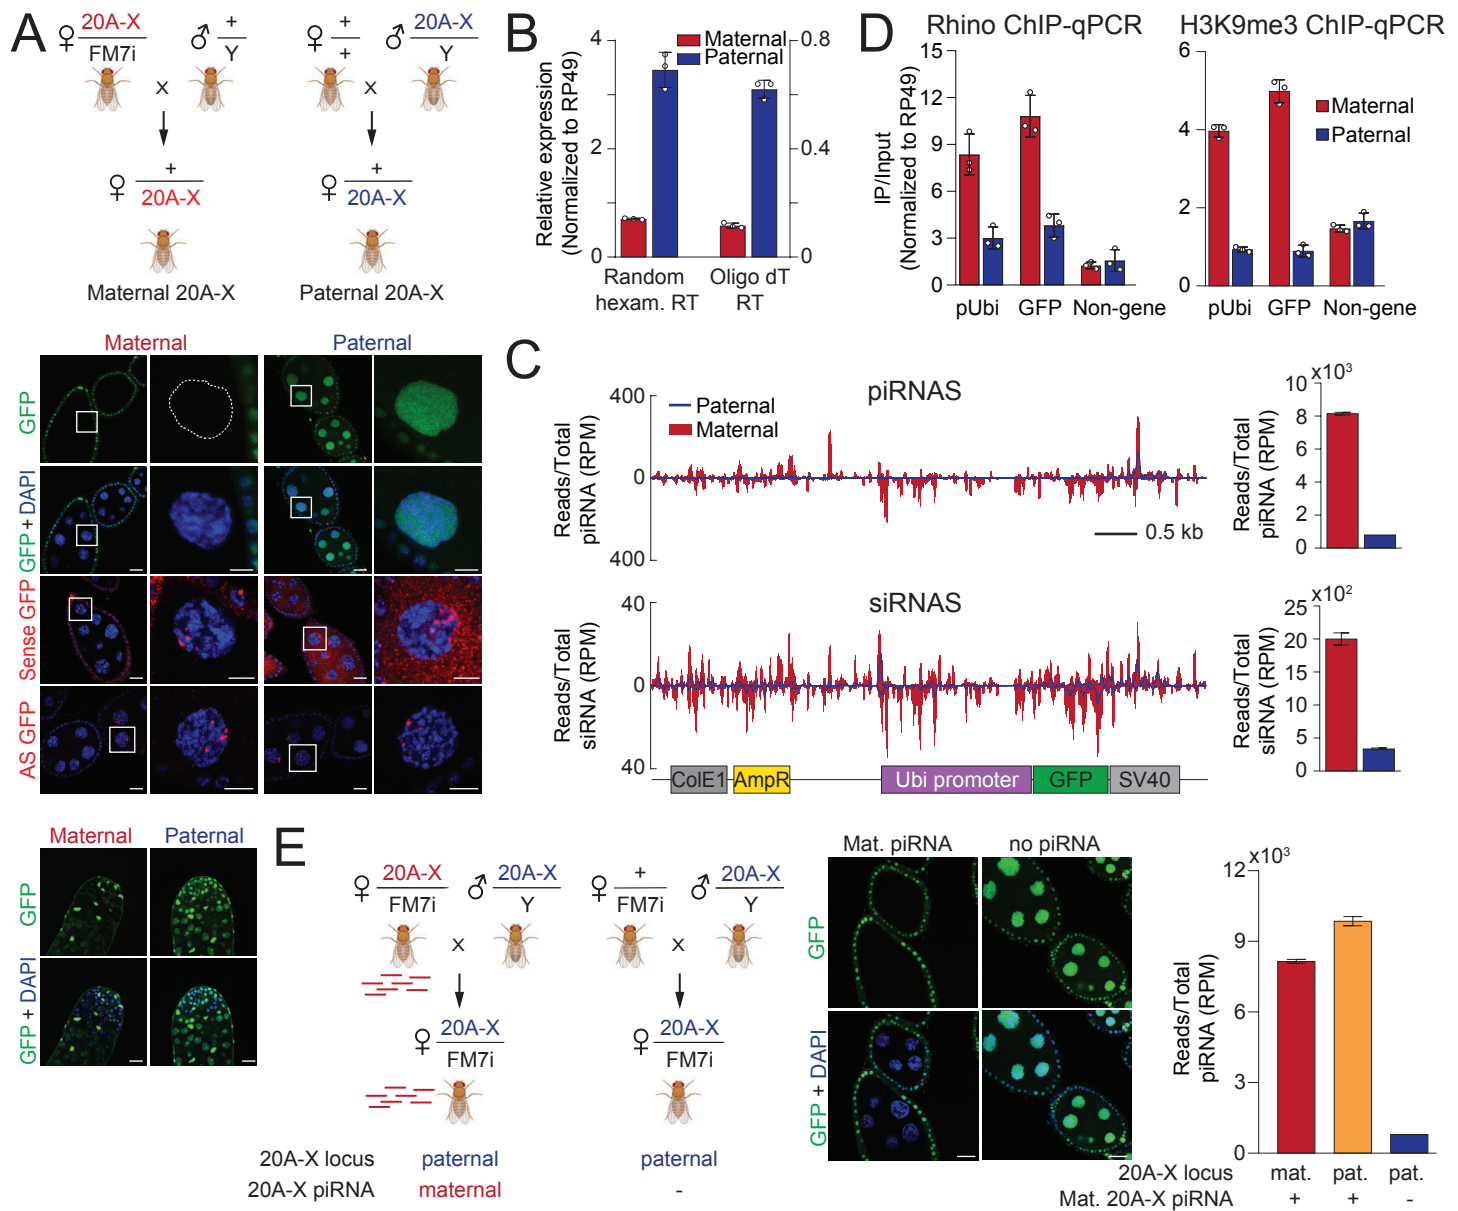 A
♀ 20A-X
FM7i
♂ +
Y
♀ +
+
♂ 20A-X
Y
x
x
♀ +
20A-X
♀ +
20A-X
Maternal 20A-X
Paternal 20A-X
Maternal
Paternal
GFP
GFP + DAPI
Sense GFP
AS GFP
Maternal
Paternal
GFP
GFP + DAPI
B
Relative expression
(Normalized to RP49)
Maternal
Paternal
4
2
0
0.8
0.4
0
Random
hexam. RT
Oligo dT
RT
C
piRNAS
Paternal
Maternal
Reads/Total
piRNA (RPM)
400
0
400
0.5 kb
Reads/Total
piRNA (RPM)
x10³
10
8
6
4
2
0
siRNAS
Reads/Total
siRNA (RPM)
40
0
40
ColE1
AmpR
Ubi promoter
GFP
SV40
Reads/Total
siRNA (RPM)
x10²
25
20
15
10
5
0
D
Rhino ChIP-qPCR
IP/Input
(Normalized to RP49)
15
12
9
6
3
0
pUbi
GFP
Non-gene
H3K9me3 ChIP-qPCR
6
4
2
0
Maternal
Paternal
pUbi
GFP
Non-gene
E
♀ 20A-X
FM7i
♂ 20A-X
Y
♀ +
FM7i
♂ 20A-X
Y
x
x
♀ 20A-X
FM7i
♀ 20A-X
FM7i
20A-X locus
paternal
paternal
20A-X piRNA
maternal
-
Mat. piRNA
no piRNA
GFP
GFP + DAPI
Reads/Total
piRNA (RPM)
x10³
12
9
6
3
0
20A-X locus
mat.
pat.
pat.
Mat. 20A-X piRNA
+
+
-